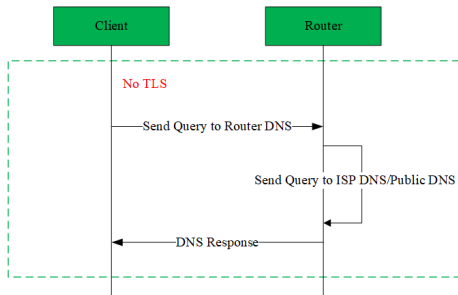 Client
Router
No TLS
Send Query to Router DNS
Send Query to ISP DNS/Public DNS
DNS Response